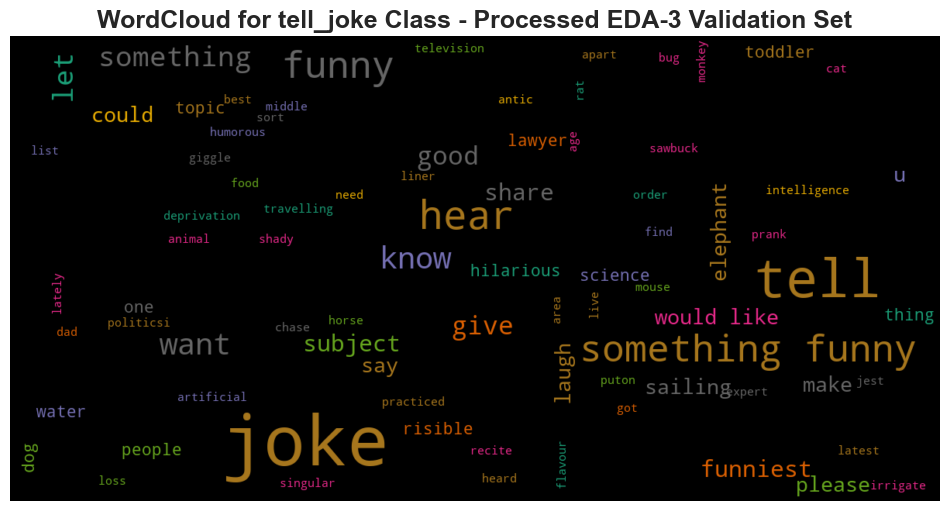 WordCloud for tell_joke Class - Processed EDA-3 Validation Set
television
something
funny
let
apart
bug
monkey
toddler
cat
could
topic
best
middle
sort
antic
rat
humorous
list
giggle
good
lawyer
age
sawbuck
liner
food
need
share
order
intelligence
u
deprivation
travelling
hear
elephant
animal
shady
find
prank
know
hilarious
science
mouse
tell
lately
one
politicsi
dad
chase
horse
area
live
would like
thing
give
want
subject
say
laugh
something funny
puton
sailing
expert
make
jest
artificial
water
practiced
got
joke
risible
dog
people
recite
flavour
funniest
latest
loss
singular
heard
please
irrigate